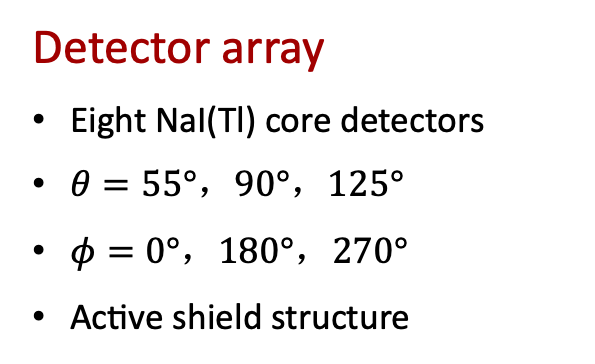 Detector array
• Eight NaI(Tl) core detectors
• θ = 55°, 90°, 125°
• ϕ = 0°, 180°, 270°
• Active shield structure